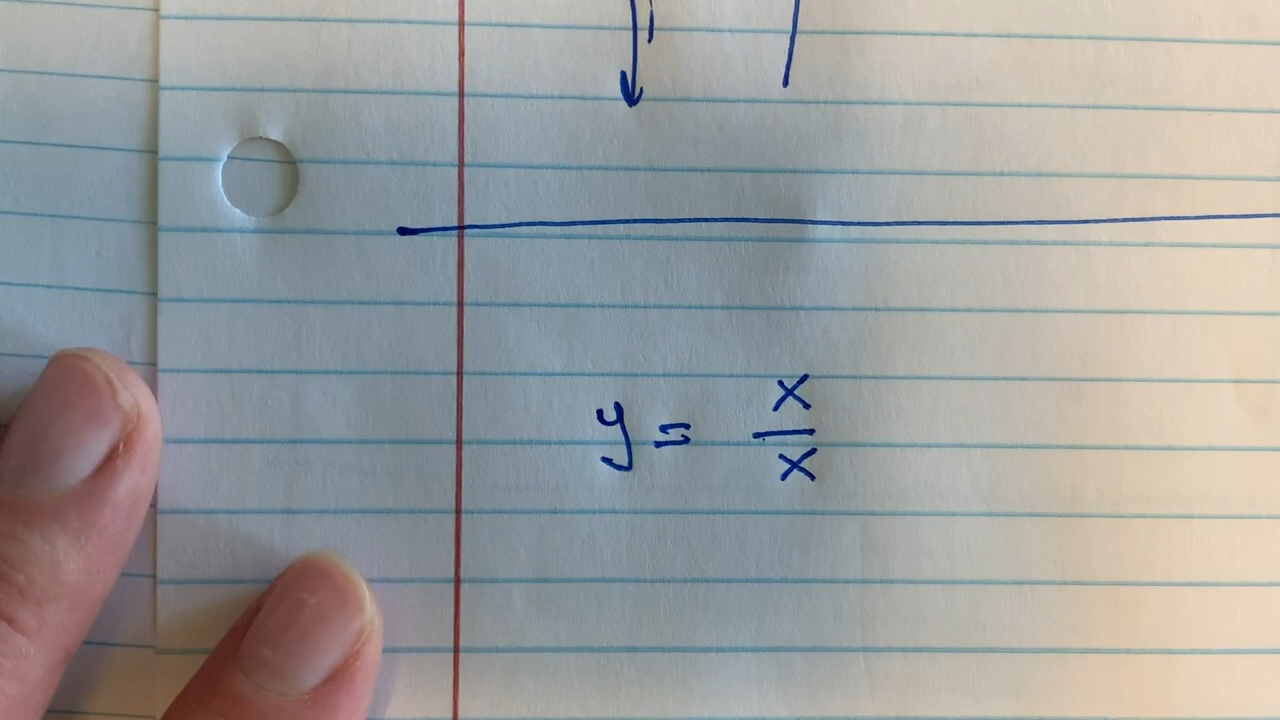 y = x/x